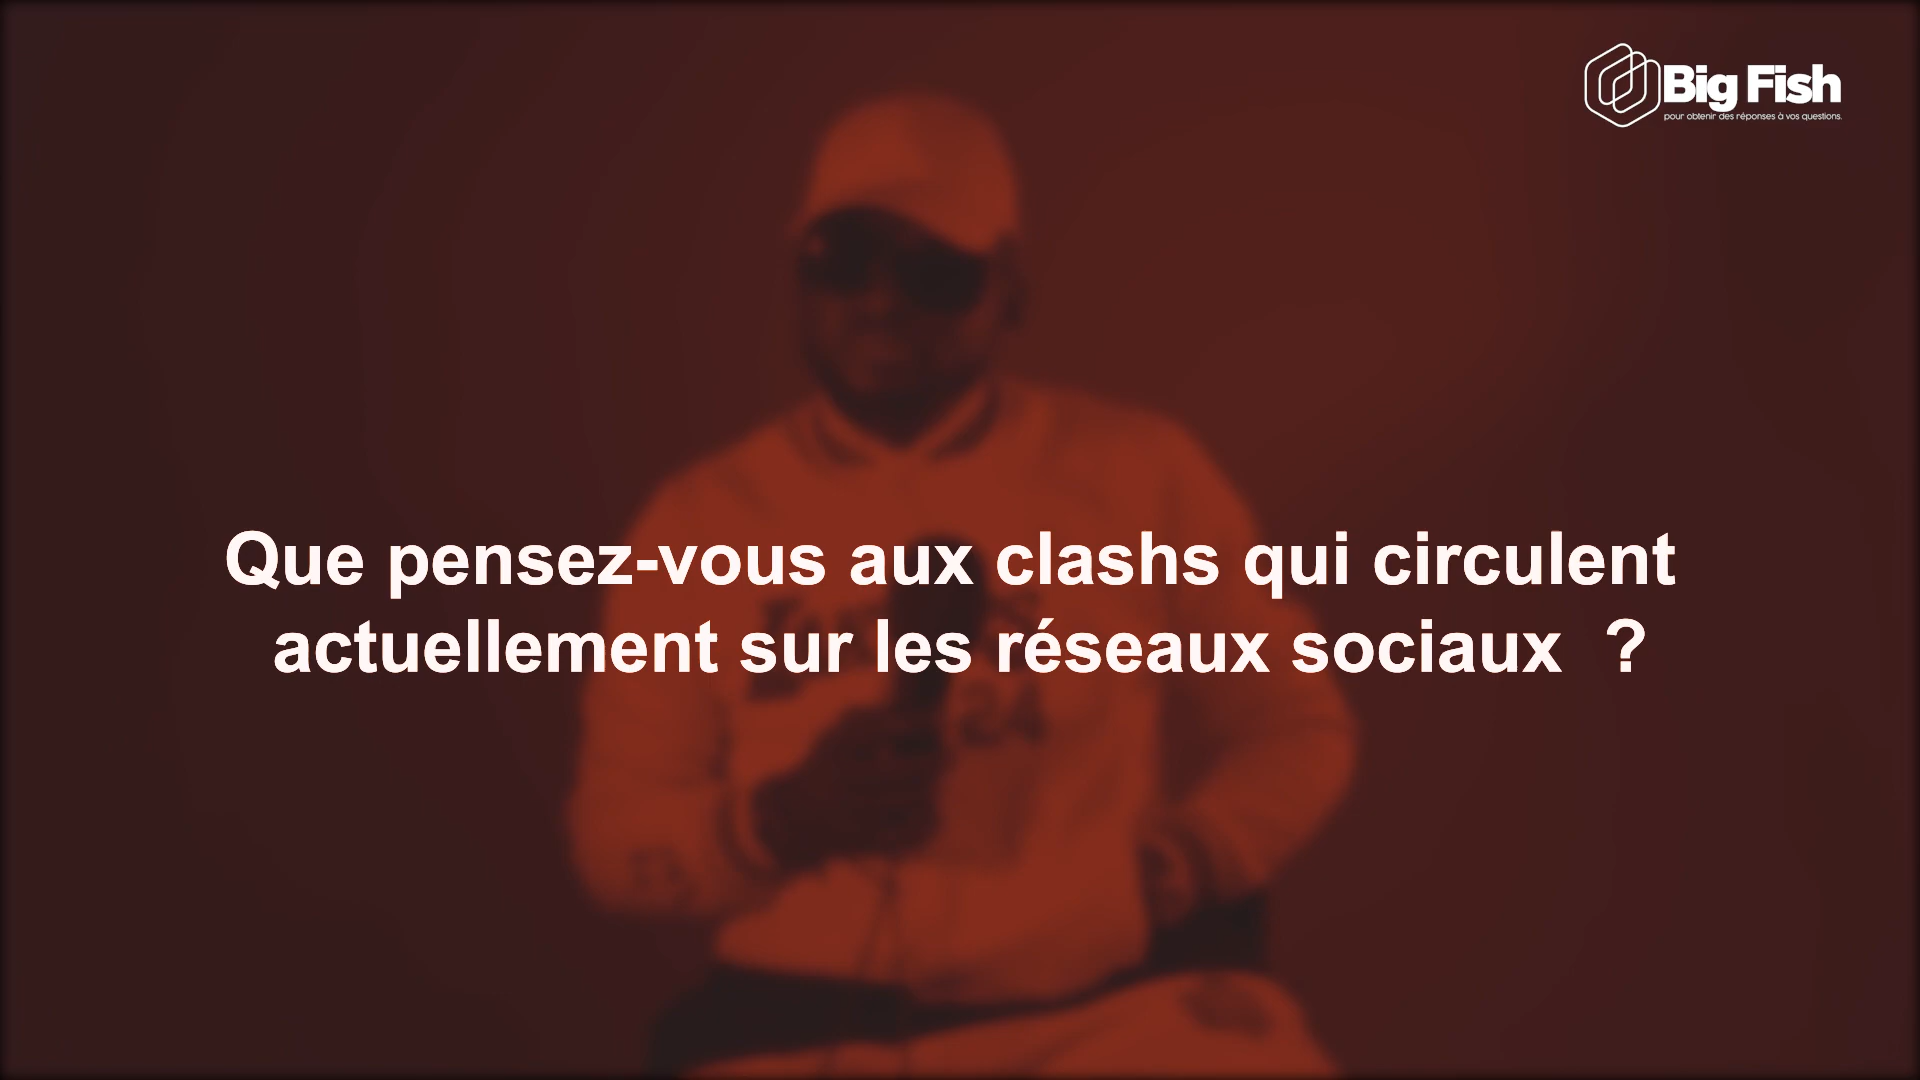 Big Fish
pour obtenir des réponses à vos questions.
Que pensez-vous aux clashs qui circulent
actuellement sur les réseaux sociaux ?
24